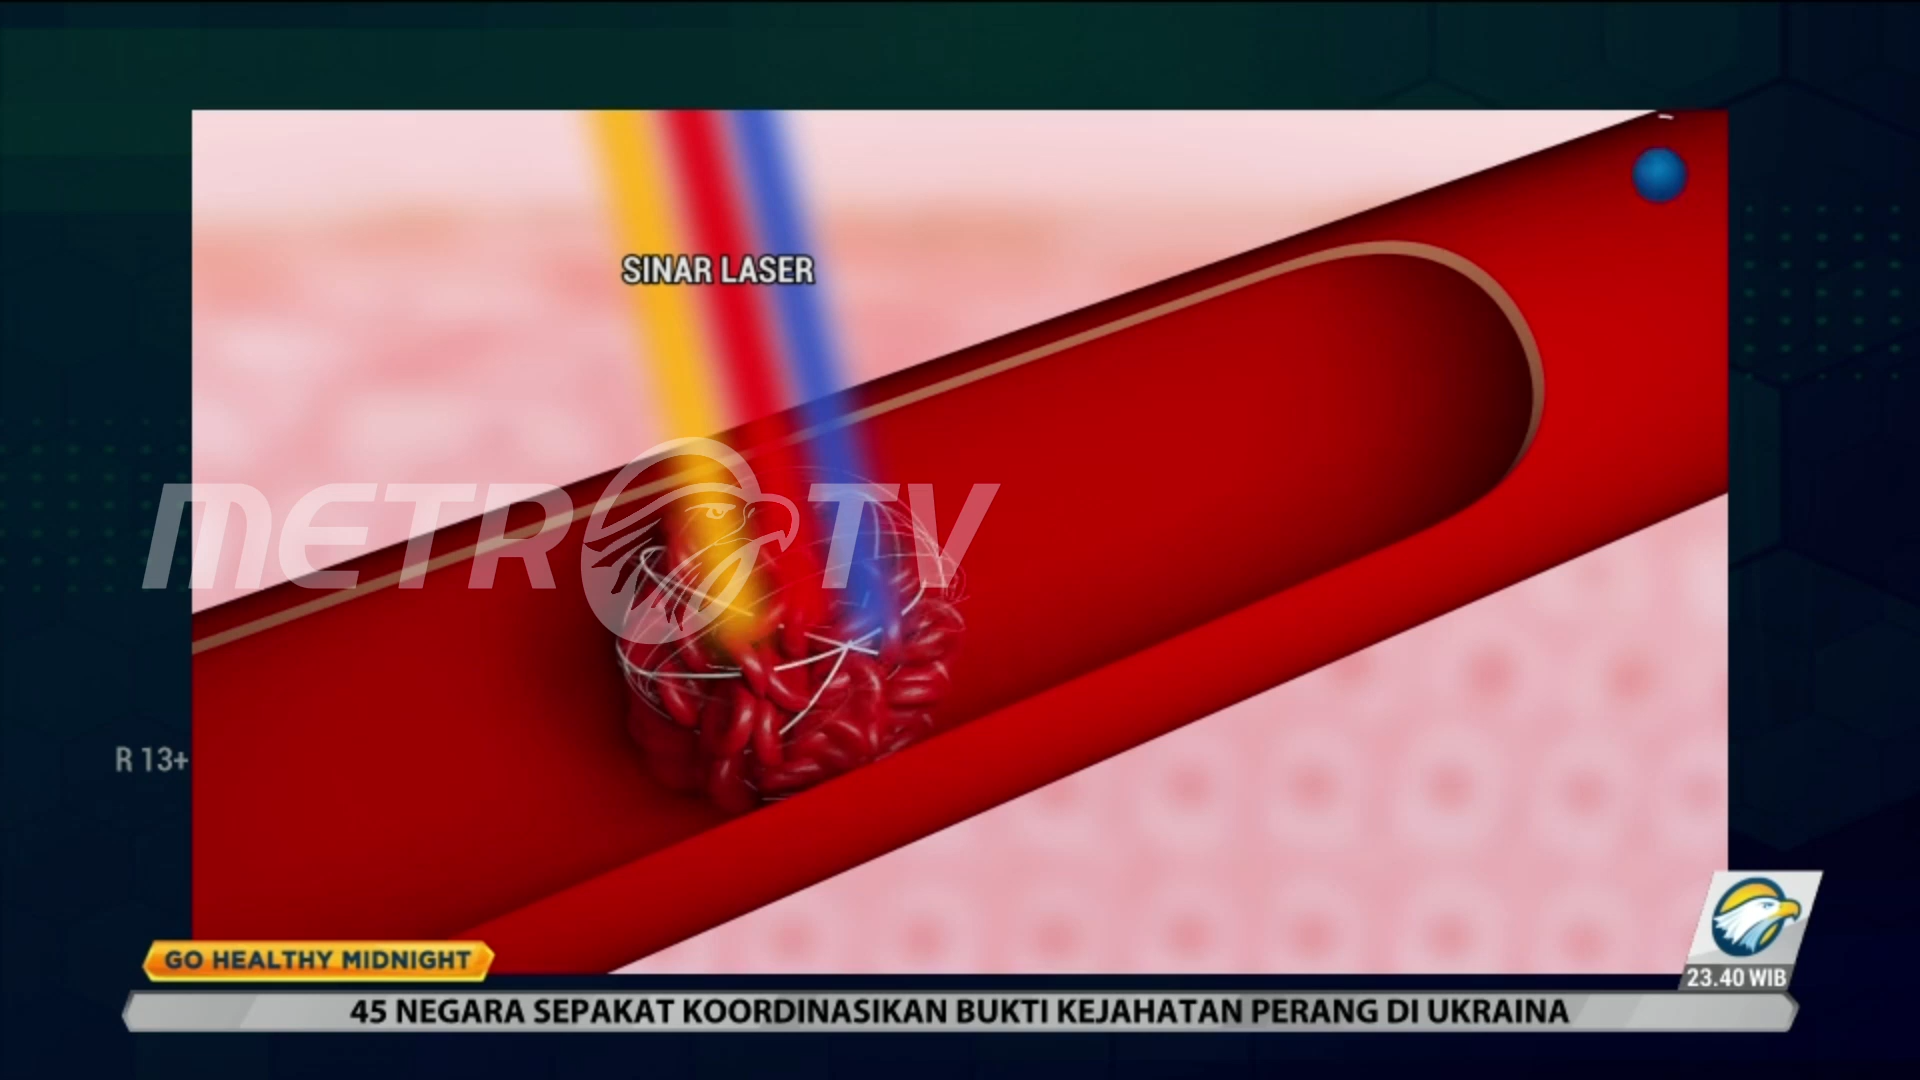 SINAR LASER
METRO TV
R 13+
GO HEALTHY MIDNIGHT
23.40 WIB
45 NEGARA SEPAKAT KOORDINASIKAN BUKTI KEJAHATAN PERANG DI UKRAINA